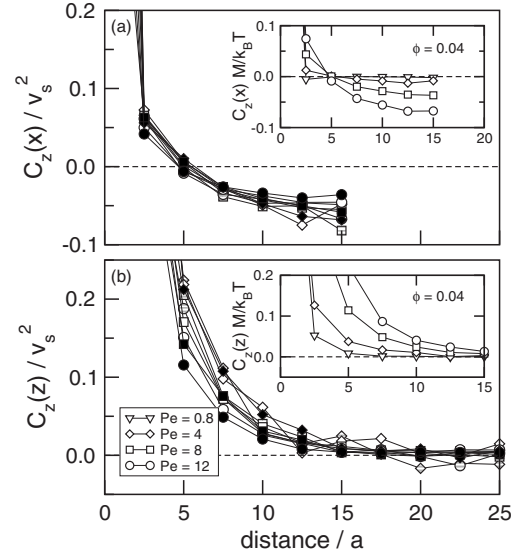 (a)
C_z(x) / v_s^2
0.2
0.1
0.0
-0.1
C_z(x) M/k_BT
0.1
0.0
-0.1
ϕ = 0.04
0 5 10 15 20
(b)
C_z(z) / v_s^2
0.2
0.1
0.0
C_z(z) M/k_BT
0.2
0.1
0.0
ϕ = 0.04
0 5 10 15
Pe = 0.8
Pe = 4
Pe = 8
Pe = 12
0 5 10 15 20 25
distance / a